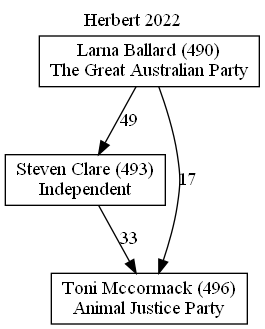 Herbert 2022
Larna Ballard (490)
The Great Australian Party
49
Steven Clare (493)
Independent
17
33
Toni Mccormack (496)
Animal Justice Party